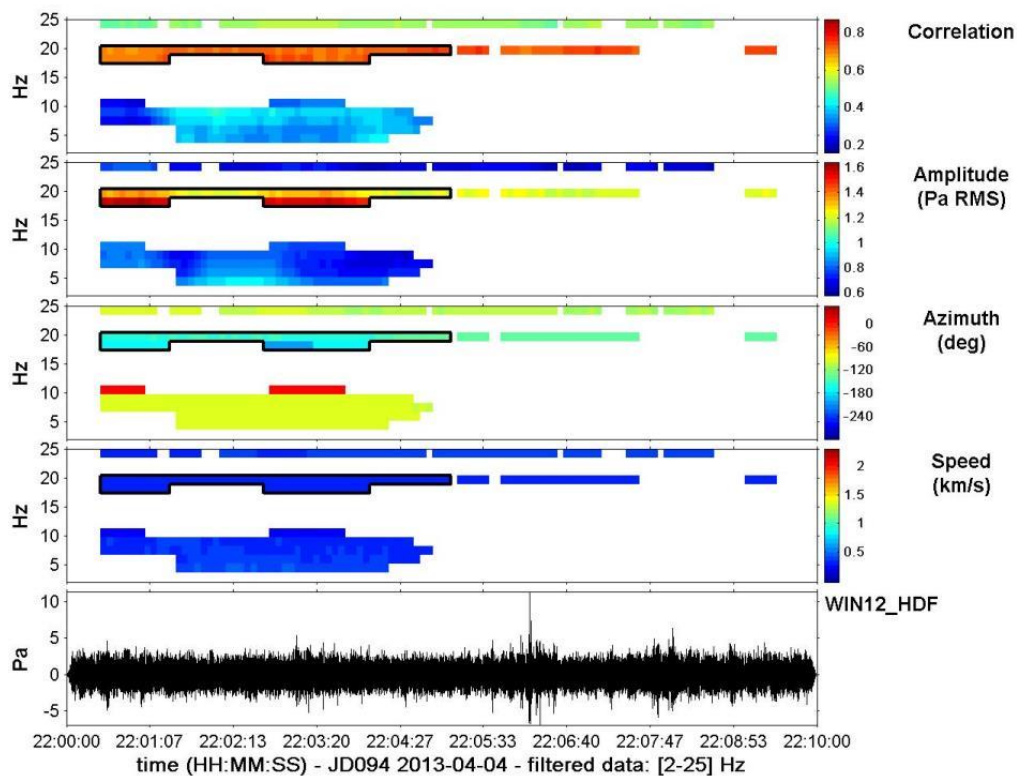 25
20
15
10
5
Hz
0.8
0.6
0.4
0.2
Correlation
25
20
15
10
5
Hz
1.6
1.4
1.2
1
0.8
0.6
Amplitude
(Pa RMS)
25
20
15
10
5
Hz
0
-60
-120
-180
-240
Azimuth
(deg)
25
20
15
10
5
Hz
2
1.5
1
0.5
Speed
(km/s)
10
5
0
-5
Pa
WIN12_HDF
22:00:00 22:01:07 22:02:13 22:03:20 22:04:27 22:05:33 22:06:40 22:07:47 22:08:53 22:10:00
time (HH:MM:SS) - JD094 2013-04-04 - filtered data: [2-25] Hz